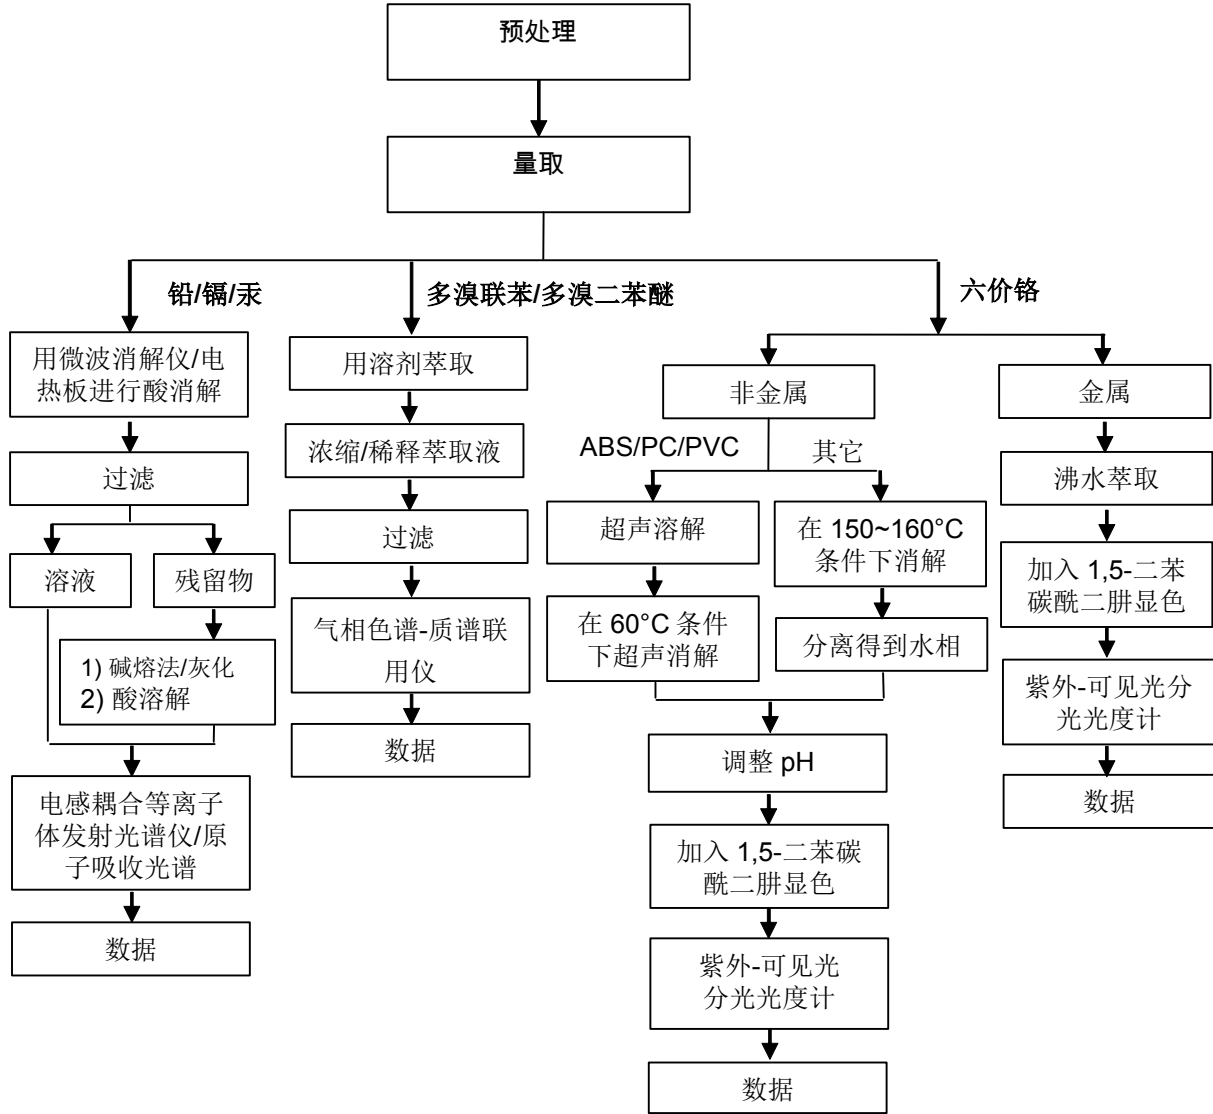 预处理
量取
铅/镉/汞
多溴联苯/多溴二苯醚
六价铬
用微波消解仪/电
热板进行酸消解
过滤
溶液
残留物
1) 碱熔法/灰化
2) 酸溶解
电感耦合等离子
体发射光谱仪/原
子吸收光谱
数据
用溶剂萃取
浓缩/稀释萃取液
过滤
气相色谱-质谱联
用仪
数据
非金属
ABS/PC/PVC
其它
超声溶解
在 60°C 条件
下超声消解
在 150~160°C
条件下消解
分离得到水相
调整 pH
加入 1,5-二苯碳
酰二肼显色
紫外-可见光
分光光度计
数据
金属
沸水萃取
加入 1,5-二苯
碳酰二肼显色
紫外-可见光分
光光度计
数据